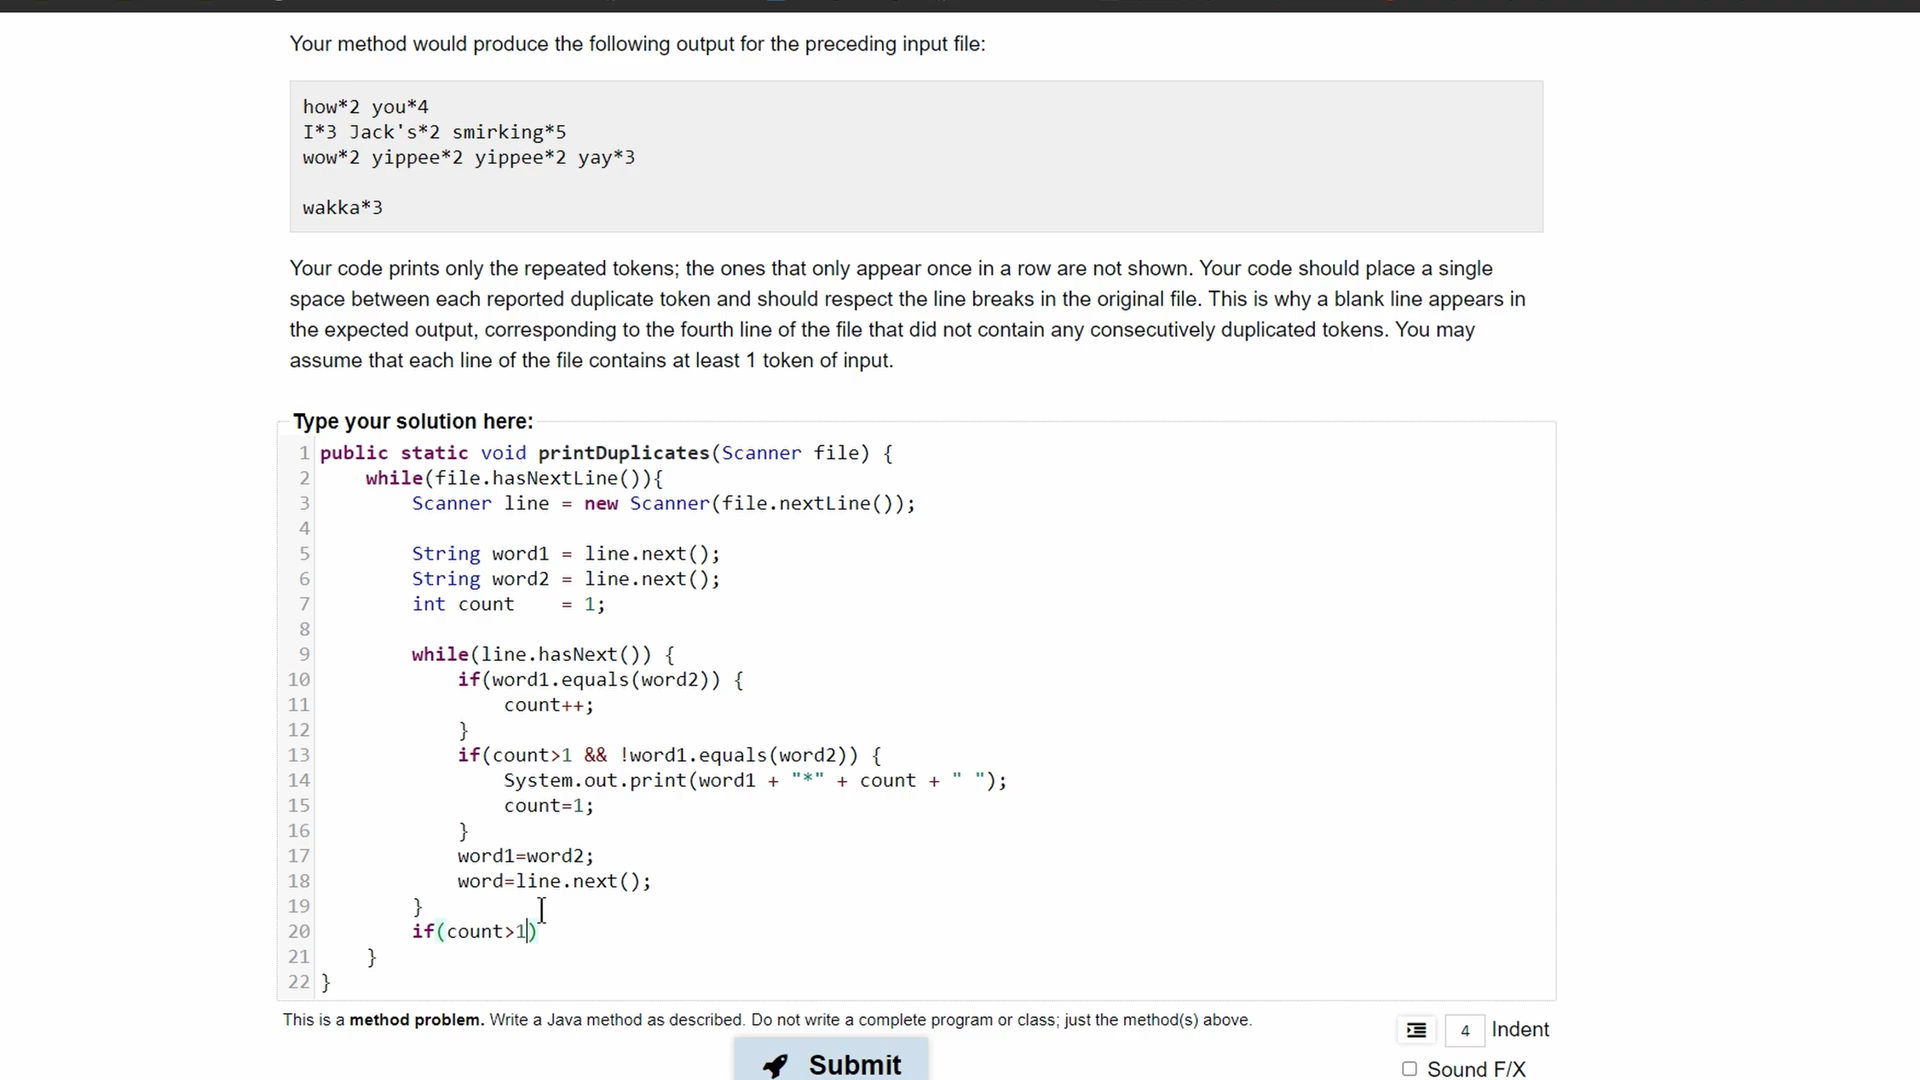 Your method would produce the following output for the preceding input file:
how*2 you*4
I*3 Jack's*2 smirking*5
wow*2 yippee*2 yippee*2 yay*3
wakka*3
Your code prints only the repeated tokens; the ones that only appear once in a row are not shown. Your code should place a single
space between each reported duplicate token and should respect the line breaks in the original file. This is why a blank line appears in
the expected output, corresponding to the fourth line of the file that did not contain any consecutively duplicated tokens. You may
assume that each line of the file contains at least 1 token of input.
Type your solution here:
1 public static void printDuplicates(Scanner file) {
2     while(file.hasNextLine()){
3         Scanner line = new Scanner(file.nextLine());
4
5         String word1 = line.next();
6         String word2 = line.next();
7         int count    = 1;
8
9         while(line.hasNext()) {
10             if(word1.equals(word2)) {
11                 count++;
12             }
13             if(count>1 && !word1.equals(word2)) {
14                 System.out.print(word1 + "*" + count + " ");
15                 count=1;
16             }
17             word1=word2;
18             word=line.next();
19         }
20         if(count>1)
21     }
22 }
This is a method problem. Write a Java method as described. Do not write a complete program or class; just the method(s) above.
4 Indent
Submit
Sound F/X